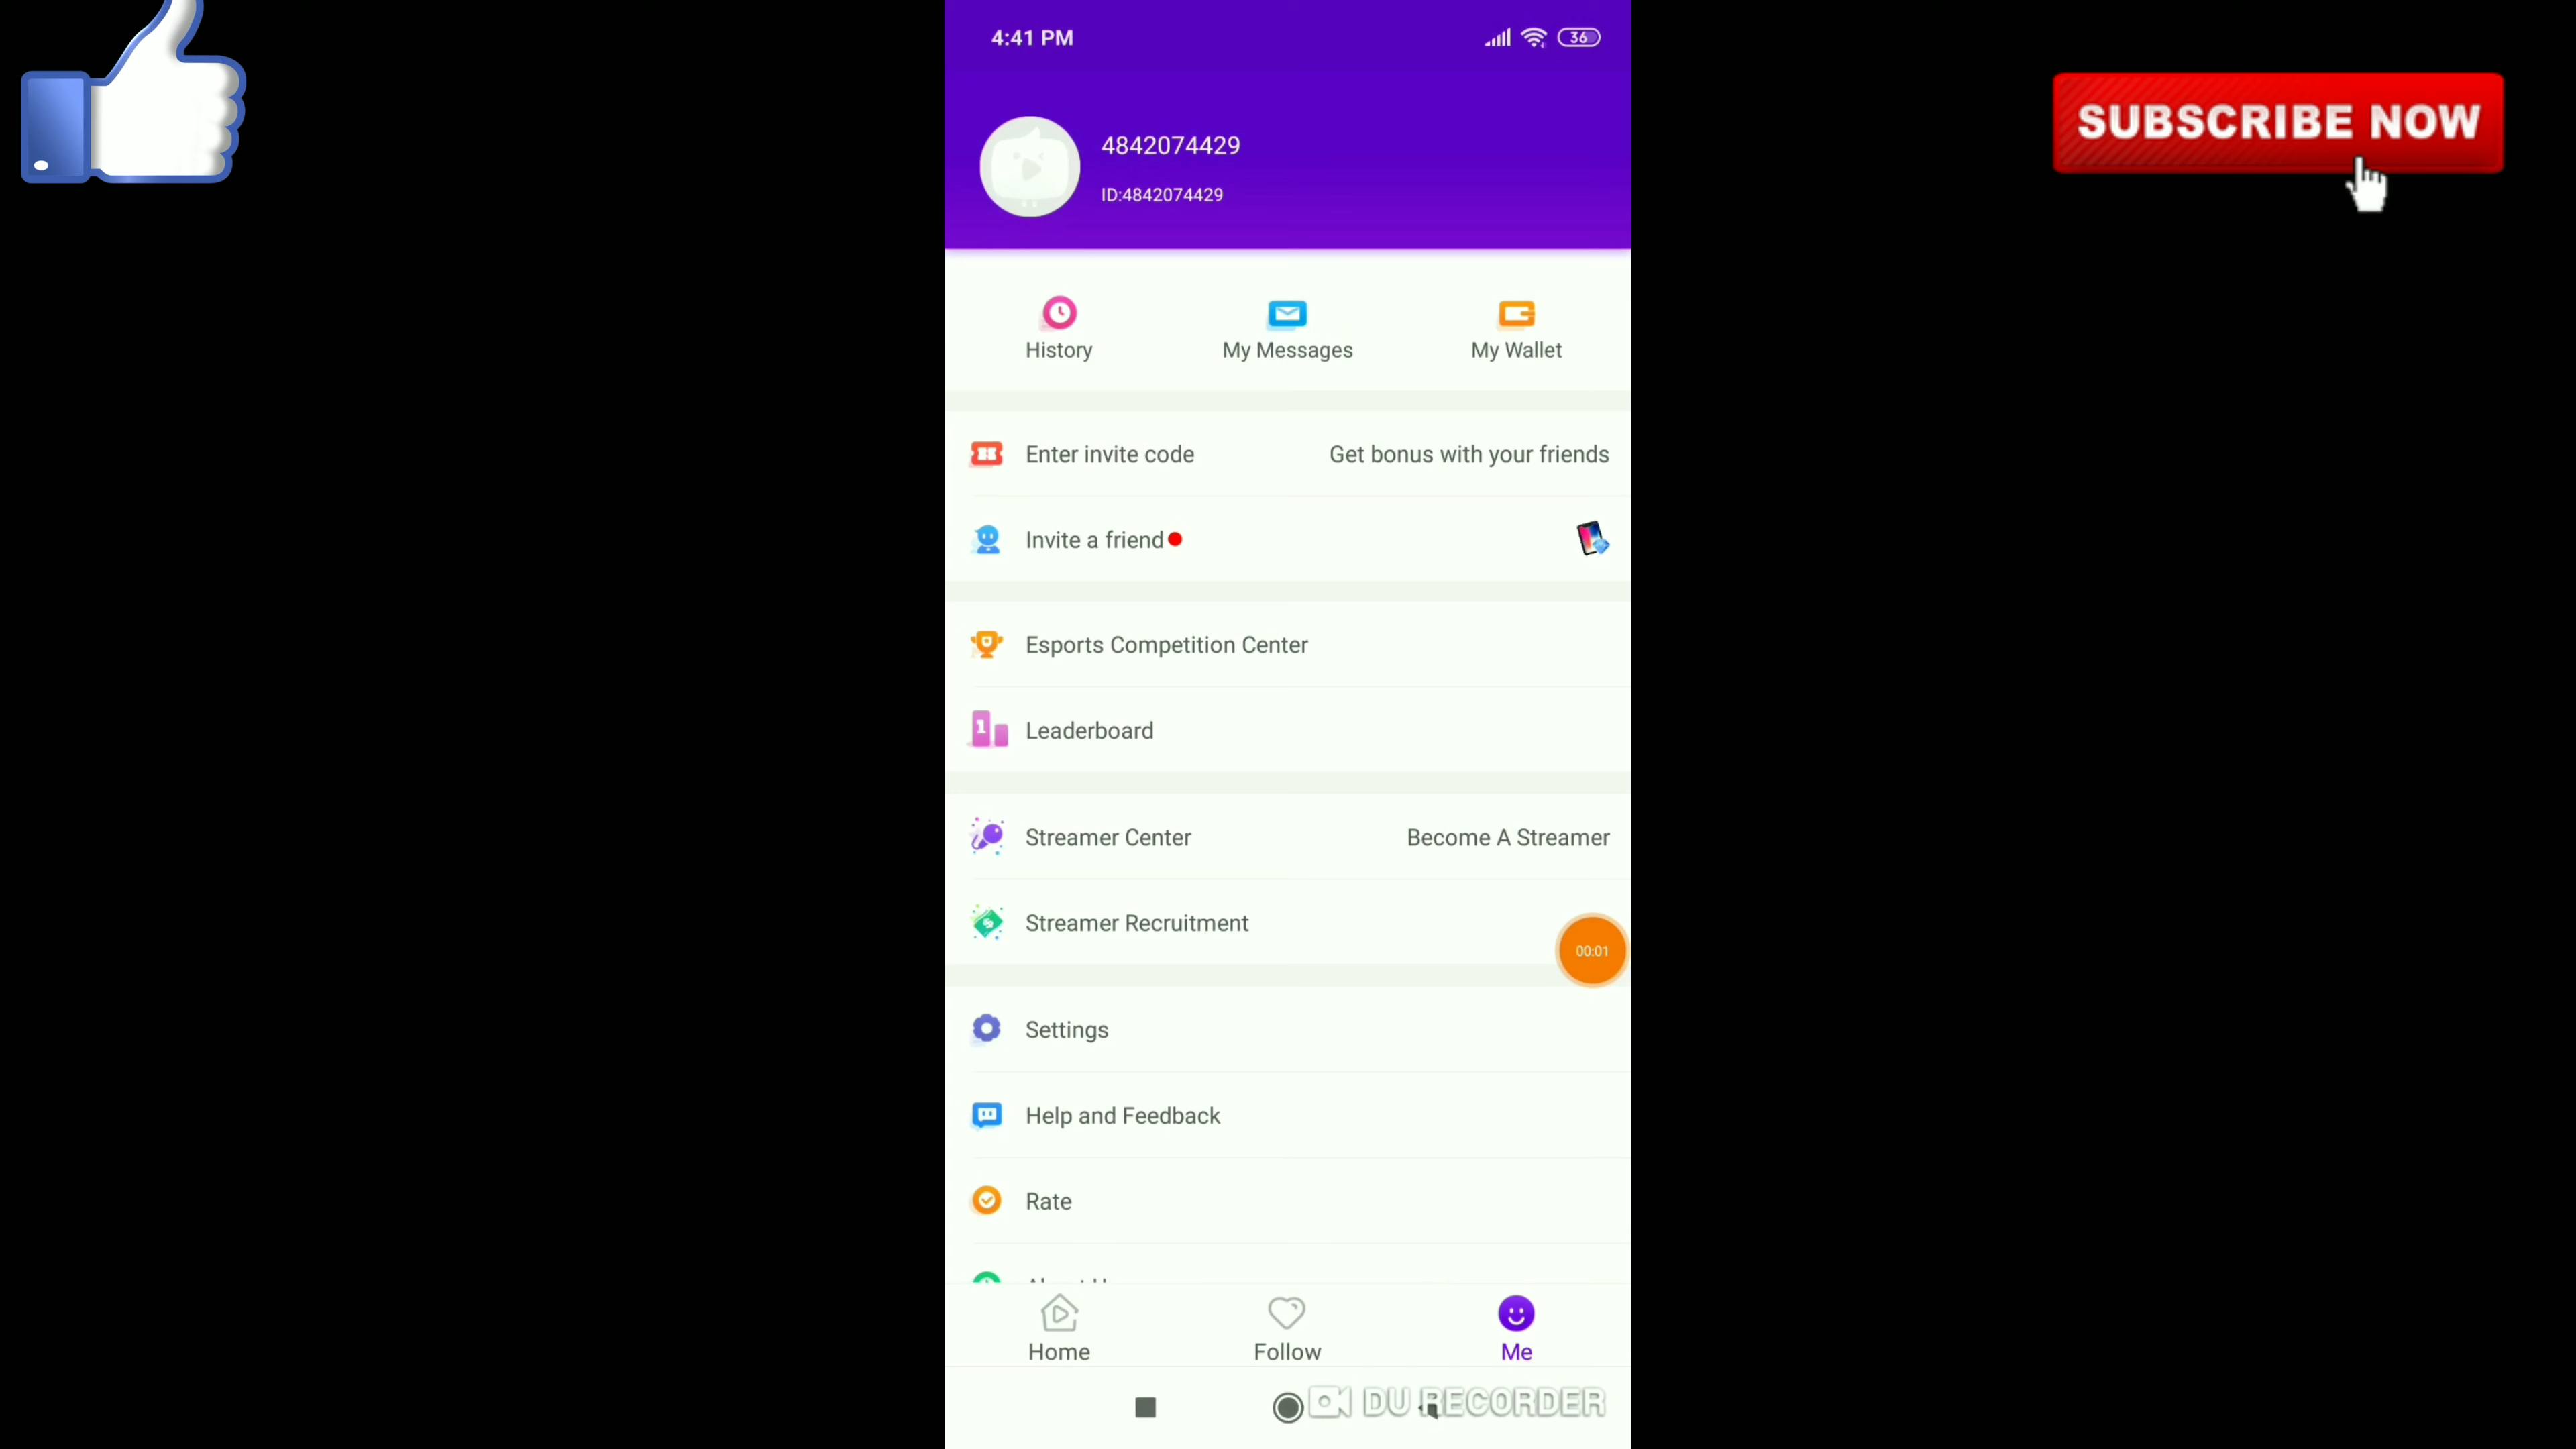 4:41 PM
36
SUBSCRIBE NOW
4842074429
ID:4842074429
History
My Messages
My Wallet
Enter invite code
Get bonus with your friends
Invite a friend
Esports Competition Center
1
Leaderboard
Streamer Center
Become A Streamer
Streamer Recruitment
00:01
Settings
Help and Feedback
Rate
Home
Follow
Me
DU RECORDER